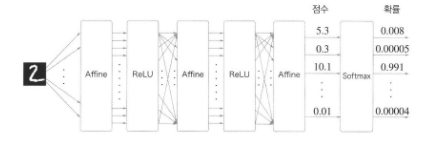 점수 확률
5.3 0.008
0.3 0.00005
2 Affine ReLU Affine ReLU Affine 10.1 Softmax 0.991
0.01 0.00004